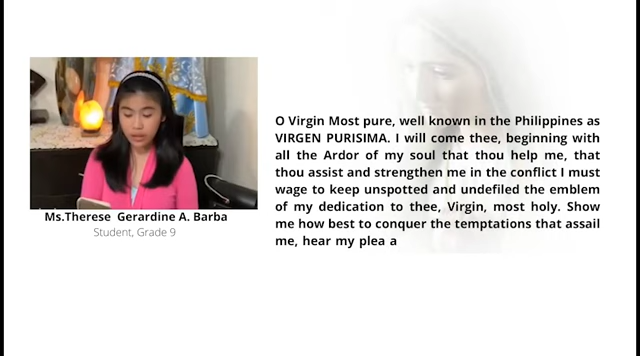 O Virgin Most pure, well known in the Philippines as
VIRGEN PURISIMA. I will come thee, beginning with
all the Ardor of my soul that thou help me, that
thou assist and strengthen me in the conflict I must
wage to keep unspotted and undefiled the emblem
of my dedication to thee, Virgin, most holy. Show
me how best to conquer the temptations that assail
me, hear my plea a
Ms.Therese Gerardine A. Barba
Student, Grade 9